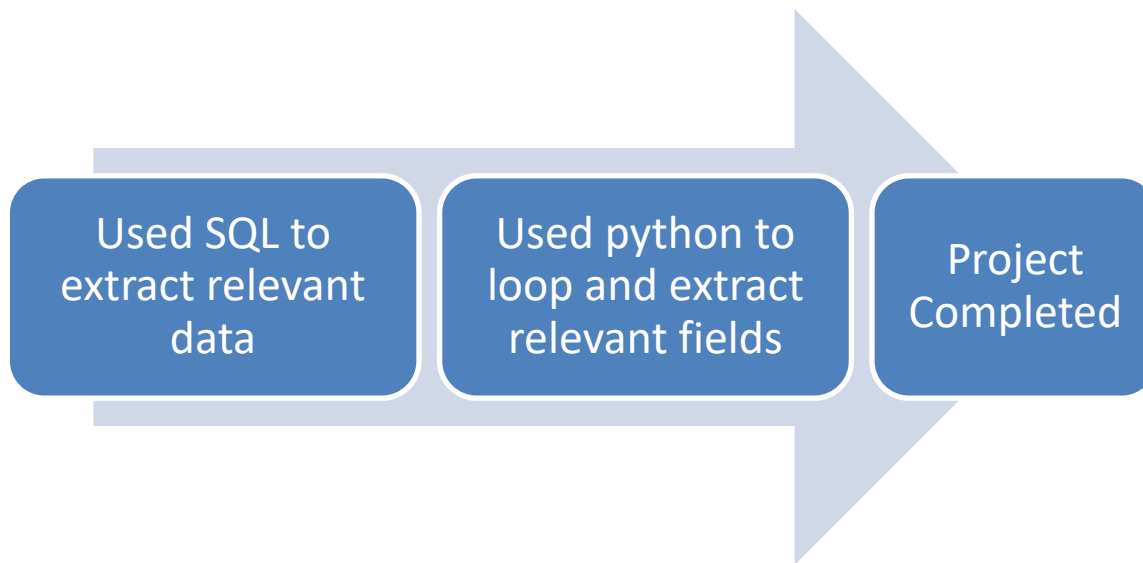 Used SQL to
extract relevant
data
Used python to
loop and extract
relevant fields
Project
Completed